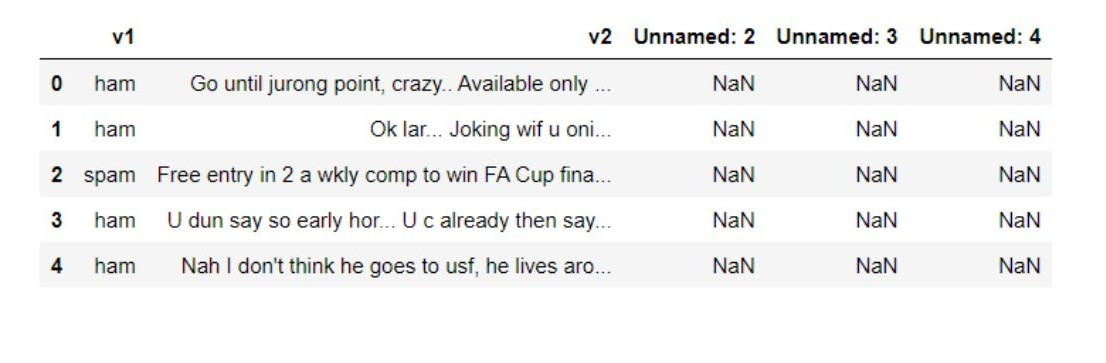 v1 v2 Unnamed: 2 Unnamed: 3 Unnamed: 4
0 ham Go until jurong point, crazy.. Available only ... NaN NaN NaN
1 ham Ok lar... Joking wif u oni... NaN NaN NaN
2 spam Free entry in 2 a wkly comp to win FA Cup fina... NaN NaN NaN
3 ham U dun say so early hor... U c already then say... NaN NaN NaN
4 ham Nah I don't think he goes to usf, he lives aro... NaN NaN NaN